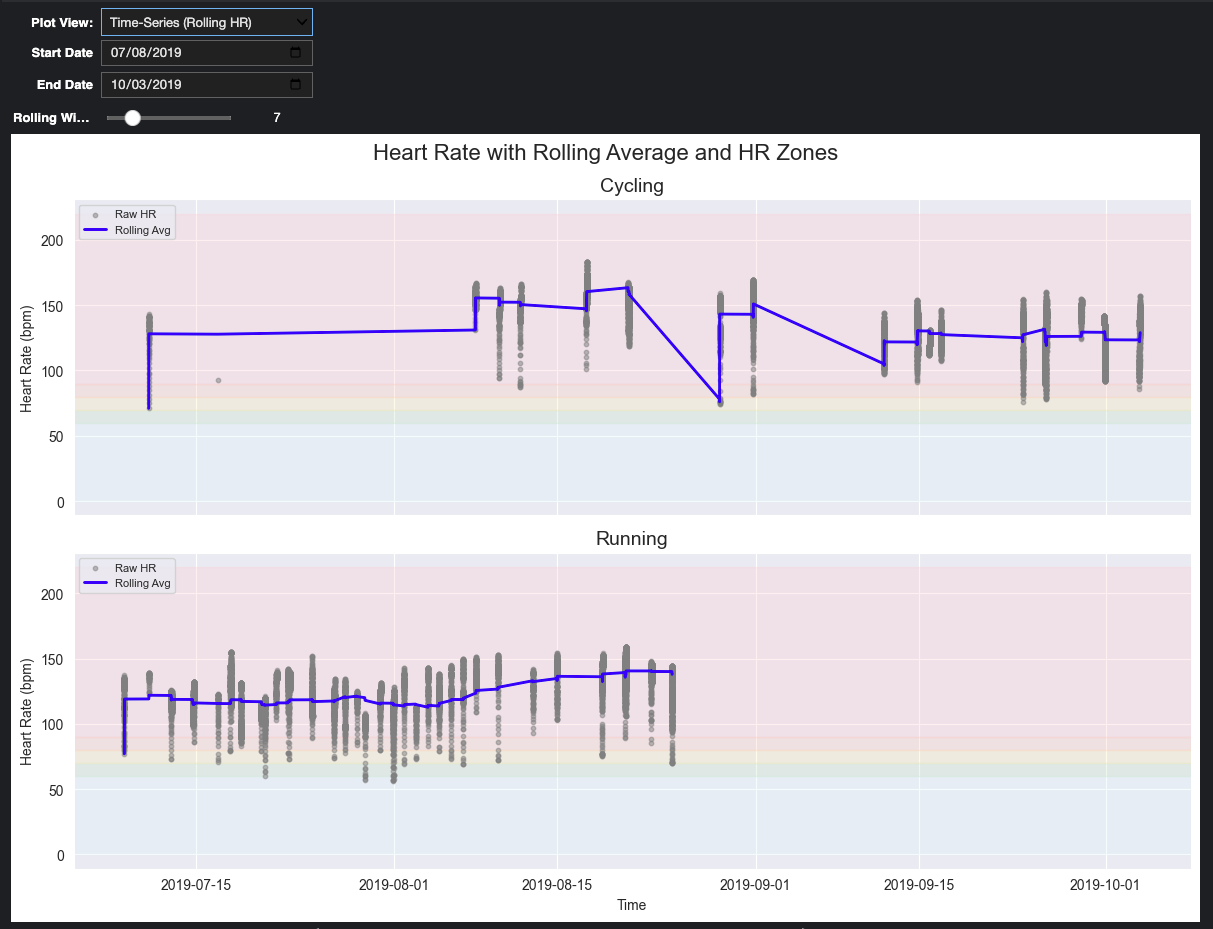 Plot View: Time-Series (Rolling HR)
Start Date 07/08/2019
End Date 10/03/2019
Rolling Wi... 7
Heart Rate with Rolling Average and HR Zones
Cycling
Raw HR
Rolling Avg
200
150
100
50
0
Heart Rate (bpm)
Running
Raw HR
Rolling Avg
200
150
100
50
0
Heart Rate (bpm)
2019-07-15 2019-08-01 2019-08-15 2019-09-01 2019-09-15 2019-10-01
Time